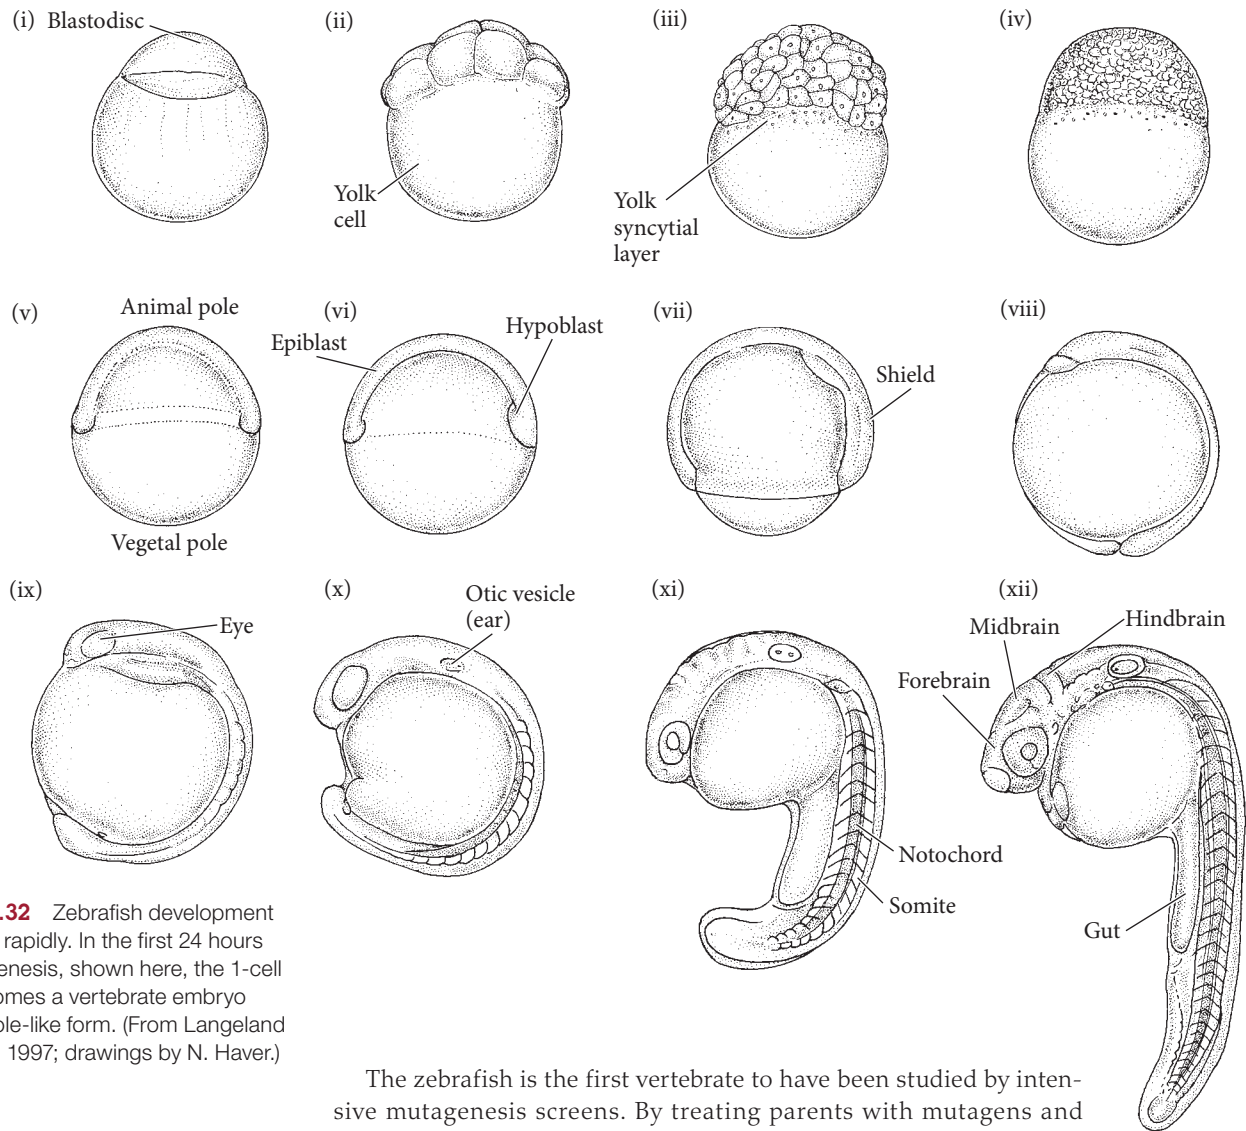 (i) Blastodisc
(ii)
Yolk
cell
(iii)
Yolk
syncytial
layer
(iv)
(v)
Animal pole
Vegetal pole
(vi)
Epiblast
Hypoblast
(vii)
Shield
(viii)
(ix)
Eye
(x)
Otic vesicle
(ear)
(xi)
Notochord
Somite
(xii)
Midbrain
Hindbrain
Forebrain
Gut
.32 Zebrafish development
rapidly. In the first 24 hours
enesis, shown here, the 1-cell
omes a vertebrate embryo
ole-like form. (From Langeland
1997; drawings by N. Haver.)
The zebrafish is the first vertebrate to have been studied by inten-
sive mutagenesis screens. By treating parents with mutagens and